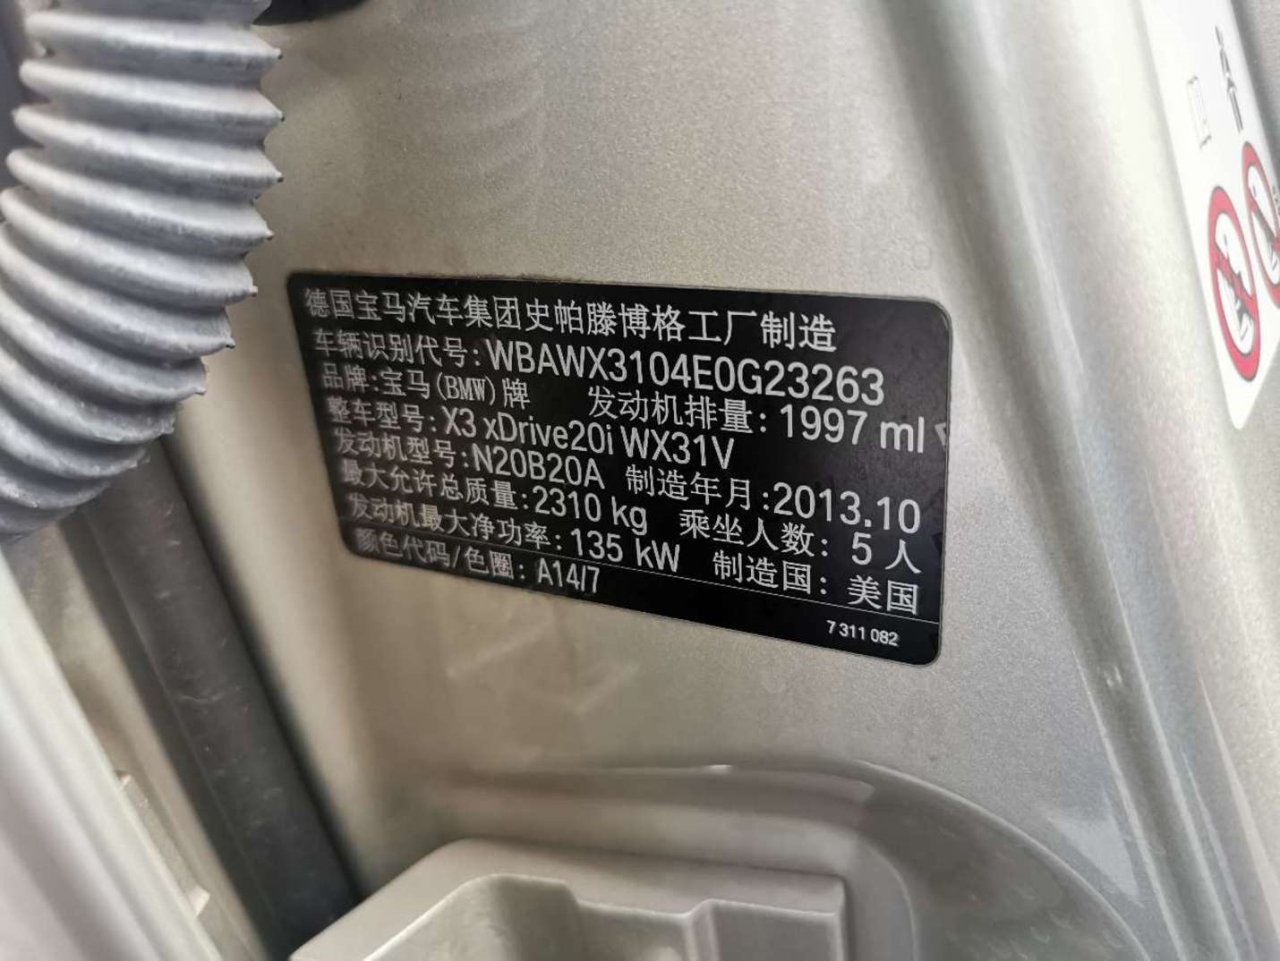 德国宝马汽车集团史帕滕博格工厂制造
车辆识别代号: WBAWX3104E0G23263
品牌: 宝马(BMW)牌 发动机排量: 1997 ml
整车型号: X3 xDrive20i WX31V
发动机型号: N20B20A 制造年月: 2013.10
最大允许总质量: 2310 kg 乘坐人数: 5 人
发动机最大净功率: 135 kW 制造国: 美国
颜色代码/色圈: A14/7
7 311 082